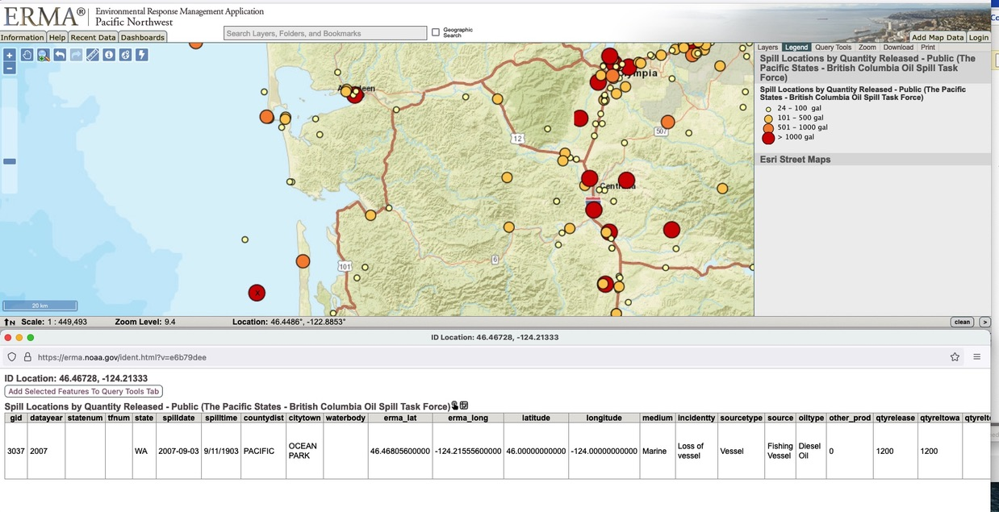 ERMA® Environmental Response Management Application
Pacific Northwest
Information Help Recent Data Dashboards
Search Layers, Folders, and Bookmarks
Geographic
Search
Add Map Data Login
Layers Legend Query Tools Zoom Download Print
Spill Locations by Quantity Released - Public (The
Pacific States - British Columbia Oil Spill Task
Force)
Spill Locations by Quantity Released - Public (The Pacific
States - British Columbia Oil Spill Task Force)
24 - 100 gal
101 - 500 gal
501 - 1000 gal
> 1000 gal
Esri Street Maps
12
507
6
101
20 km
N Scale: 1 : 449,493 Zoom Level: 9.4 Location: 46.4486°, -122.8853° clean >
ID Location: 46.46728, -124.21333
https://erma.noaa.gov/ident.html?v=e6b79dee
ID Location: 46.46728, -124.21333
Add Selected Features To Query Tools Tab
Spill Locations by Quantity Released - Public (The Pacific States - British Columbia Oil Spill Task Force)
gid datayear statenum tfnum state spilldate spilltime countydist citytown waterbody erma_lat erma_long latitude longitude medium incidentty sourcetype source oiltype other_prod qtyrelease qtyreltowa qtyrelto
3037 2007 WA 2007-09-03 9/11/1903 PACIFIC OCEAN PARK 46.46805600000 -124.21555600000 46.00000000000 -124.00000000000 Marine Loss of vessel Vessel Fishing Vessel Diesel Oil 0 1200 1200